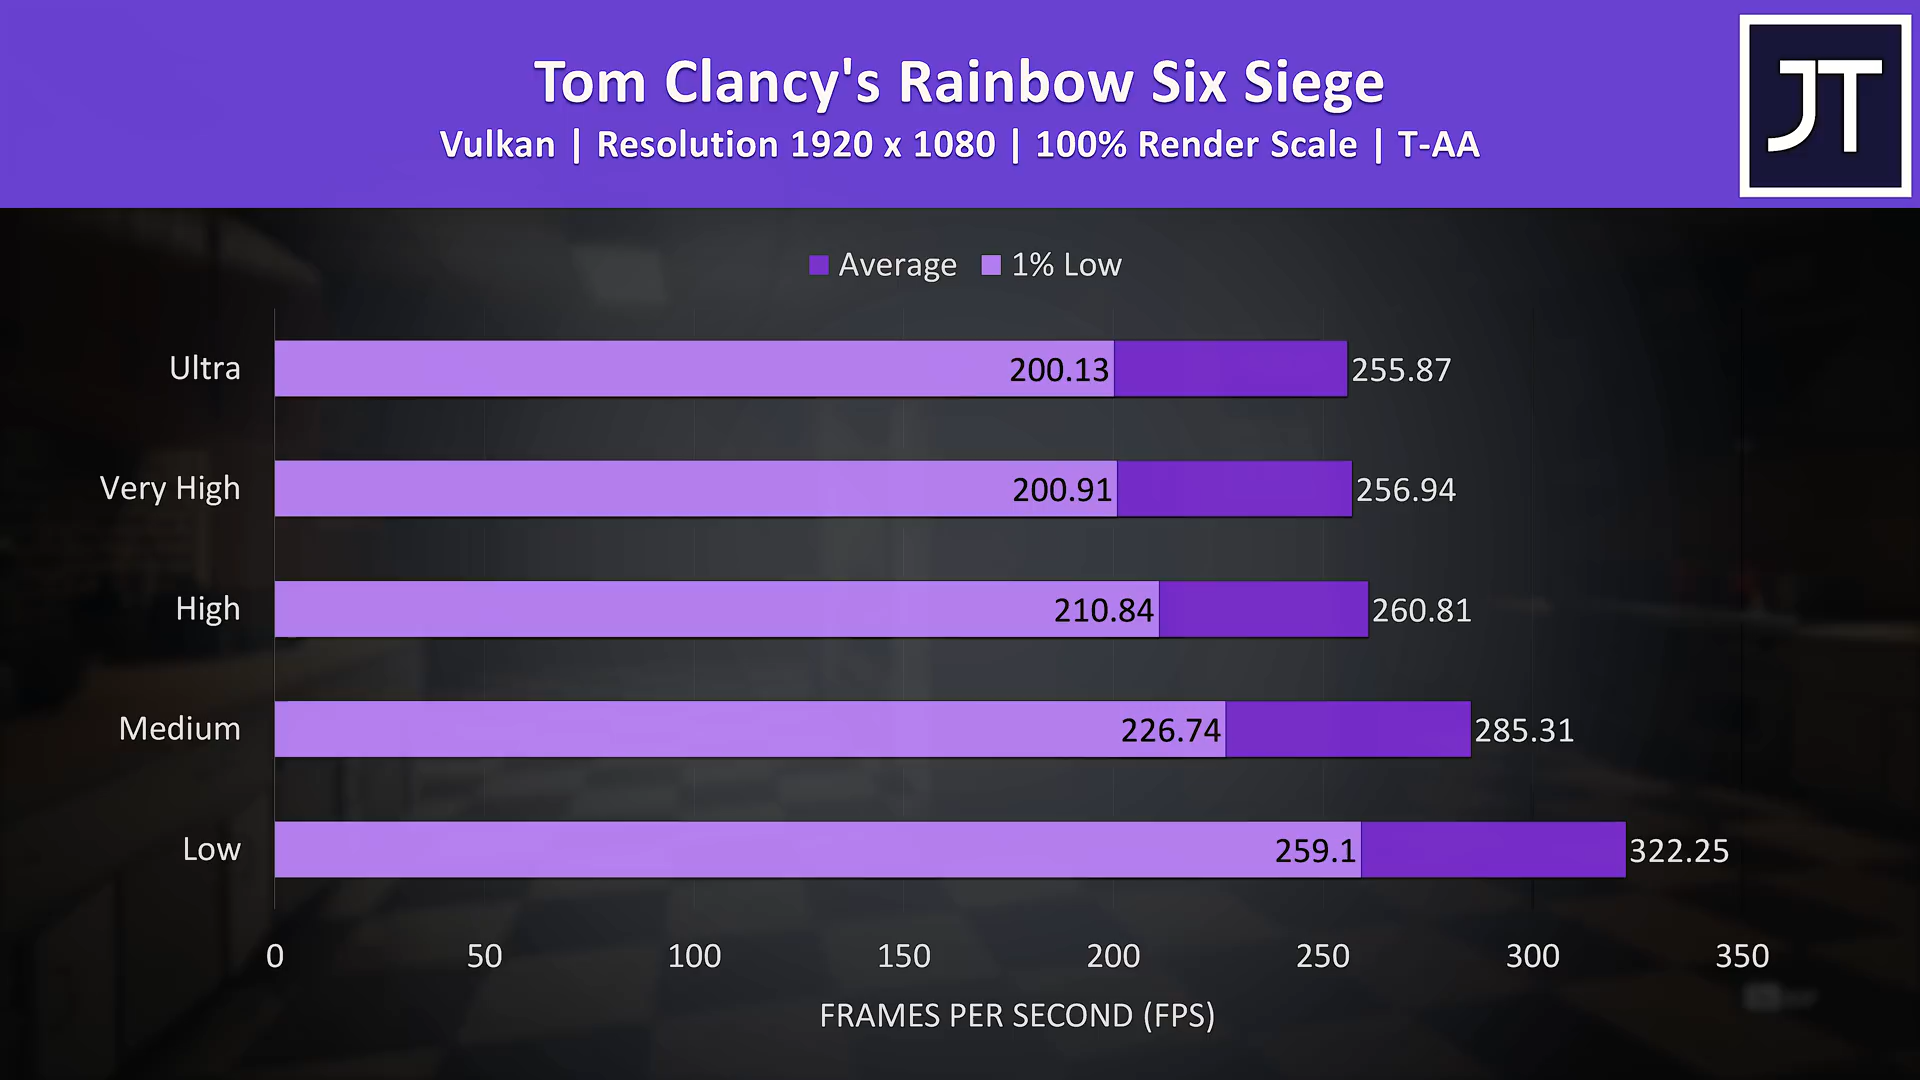 Tom Clancy's Rainbow Six Siege
Vulkan | Resolution 1920 x 1080 | 100% Render Scale | T-AA
JT
Average 1% Low
Ultra 200.13 255.87
Very High 200.91 256.94
High 210.84 260.81
Medium 226.74 285.31
Low 259.1 322.25
0 50 100 150 200 250 300 350
FRAMES PER SECOND (FPS)